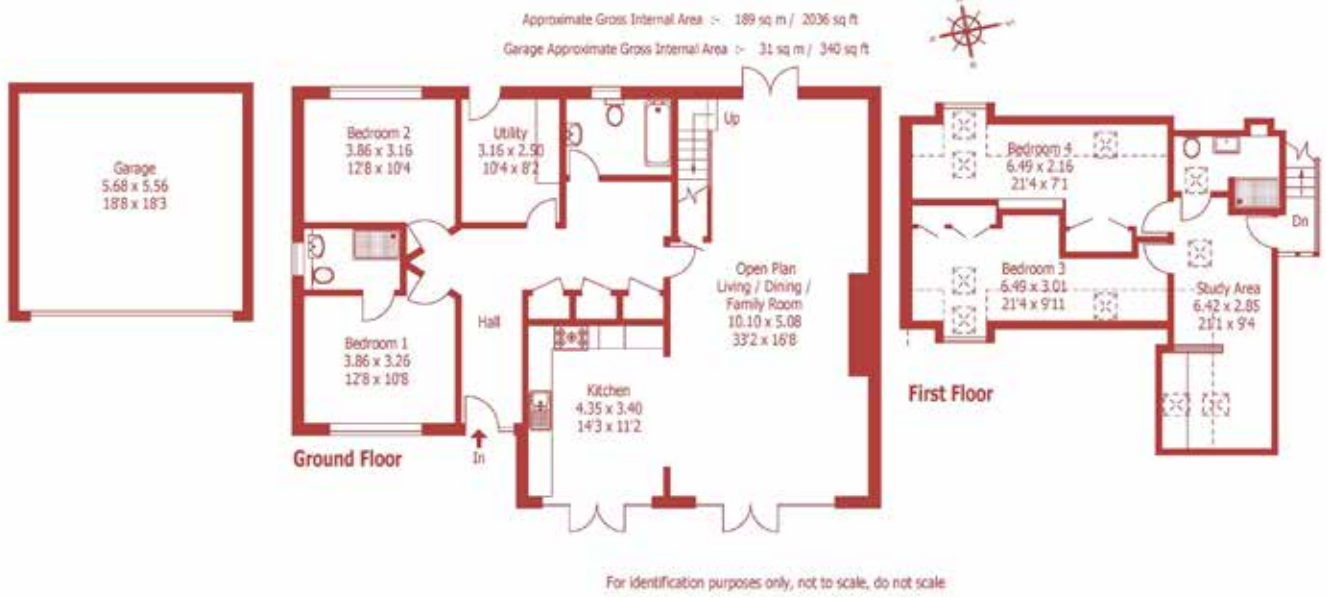 Approximate Gross Internal Area :- 189 sq m / 2036 sq ft
Garage Approximate Gross Internal Area :- 31 sq m / 340 sq ft
Garage
5.68 x 5.56
18'8 x 18'3
Bedroom 2
3.86 x 3.16
12'8 x 10'4
Utility
3.16 x 2.50
10'4 x 8'2
Up
Open Plan
Living / Dining /
Family Room
10.10 x 5.08
33'2 x 16'8
Hall
Bedroom 1
3.86 x 3.26
12'8 x 10'8
Kitchen
4.35 x 3.40
14'3 x 11'2
In
Ground Floor
Bedroom 4
6.49 x 2.16
21'4 x 7'1
Dn
Bedroom 3
6.49 x 3.01
21'4 x 9'11
Study Area
6.42 x 2.85
21'1 x 9'4
First Floor
For identification purposes only, not to scale, do not scale